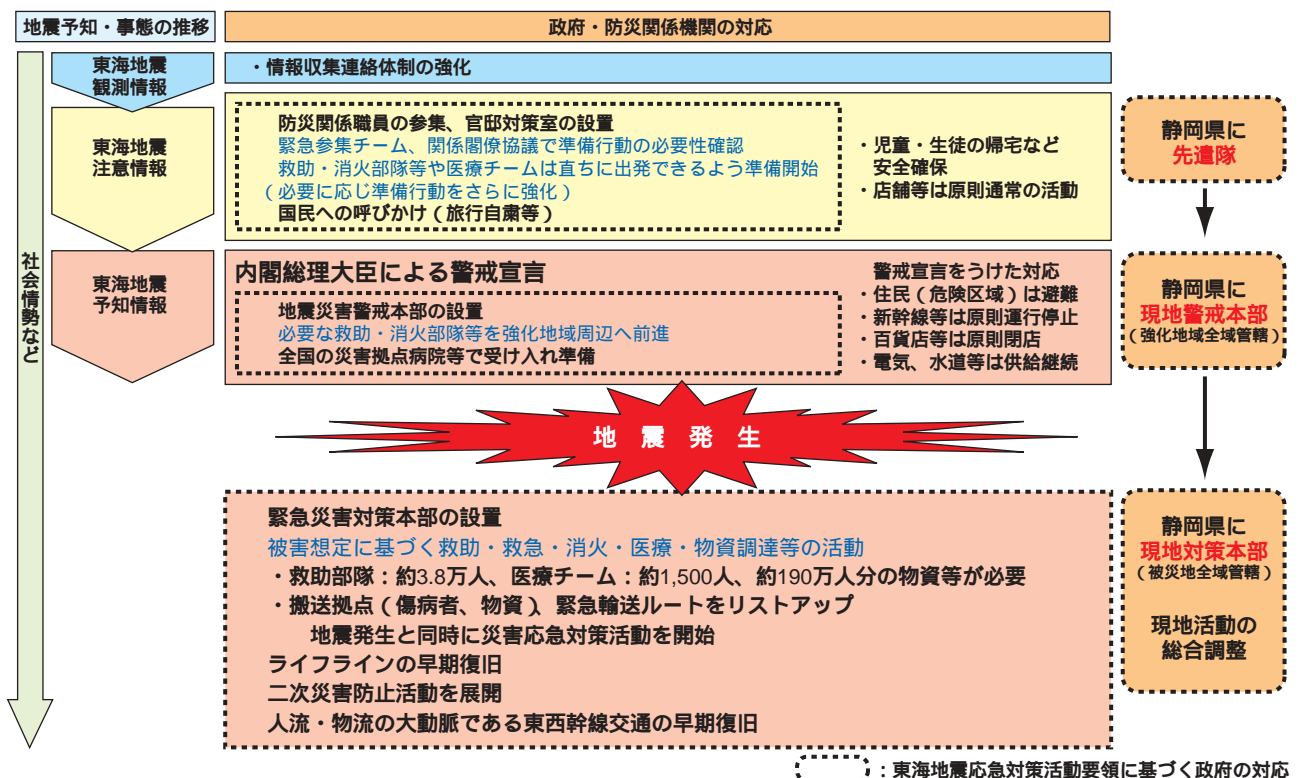 地震予知・事態の推移
政府・防災関係機関の対応
社会情勢など
東海地震
観測情報
・情報収集連絡体制の強化
東海地震
注意情報
防災関係職員の参集、官邸対策室の設置
緊急参集チーム、関係閣僚協議で準備行動の必要性確認
救助・消火部隊等や医療チームは直ちに出発できるよう準備開始
（必要に応じ準備行動をさらに強化）
国民への呼びかけ（旅行自粛等）
・児童・生徒の帰宅など
安全確保
・店舗等は原則通常の活動
静岡県に
先遣隊
東海地震
予知情報
内閣総理大臣による警戒宣言
地震災害警戒本部の設置
必要な救助・消火部隊等を強化地域周辺へ前進
全国の災害拠点病院等で受け入れ準備
警戒宣言をうけた対応
・住民（危険区域）は避難
・新幹線等は原則運行停止
・百貨店等は原則閉店
・電気、水道等は供給継続
静岡県に
現地警戒本部
（強化地域全域管轄）
地震発生
緊急災害対策本部の設置
被害想定に基づく救助・救急・消火・医療・物資調達等の活動
・救助部隊：約3.8万人、医療チーム：約1,500人、約190万人分の物資等が必要
・搬送拠点（傷病者、物資）、緊急輸送ルートをリストアップ
地震発生と同時に災害応急対策活動を開始
ライフラインの早期復旧
二次災害防止活動を展開
人流・物流の大動脈である東西幹線交通の早期復旧
静岡県に
現地対策本部
（被災地全域管轄）
現地活動の
総合調整
：東海地震応急対策活動要領に基づく政府の対応